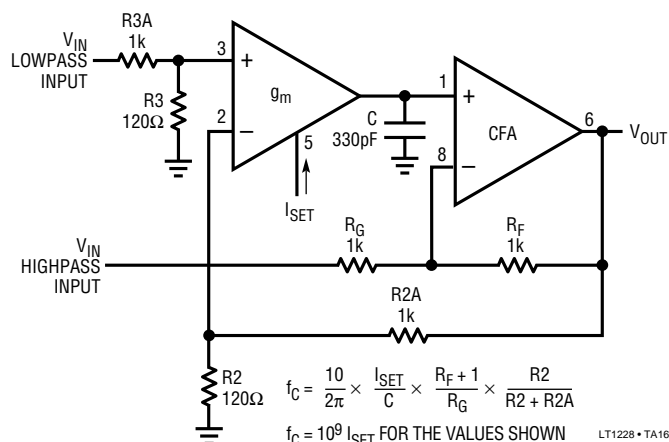 R3A
1k
V_IN
LOWPASS
INPUT
R3
120Ω
3
+
2
−
g_m
5
I_SET
C
330pF
1
+
8
−
CFA
6
V_OUT
R_G
1k
R_F
1k
V_IN
HIGHPASS
INPUT
R2A
1k
R2
120Ω
f_C = 10/2π × I_SET/C × R_F + 1/R_G × R2/R2 + R2A
f_C = 10^9 I_SET FOR THE VALUES SHOWN
LT1228 • TA16